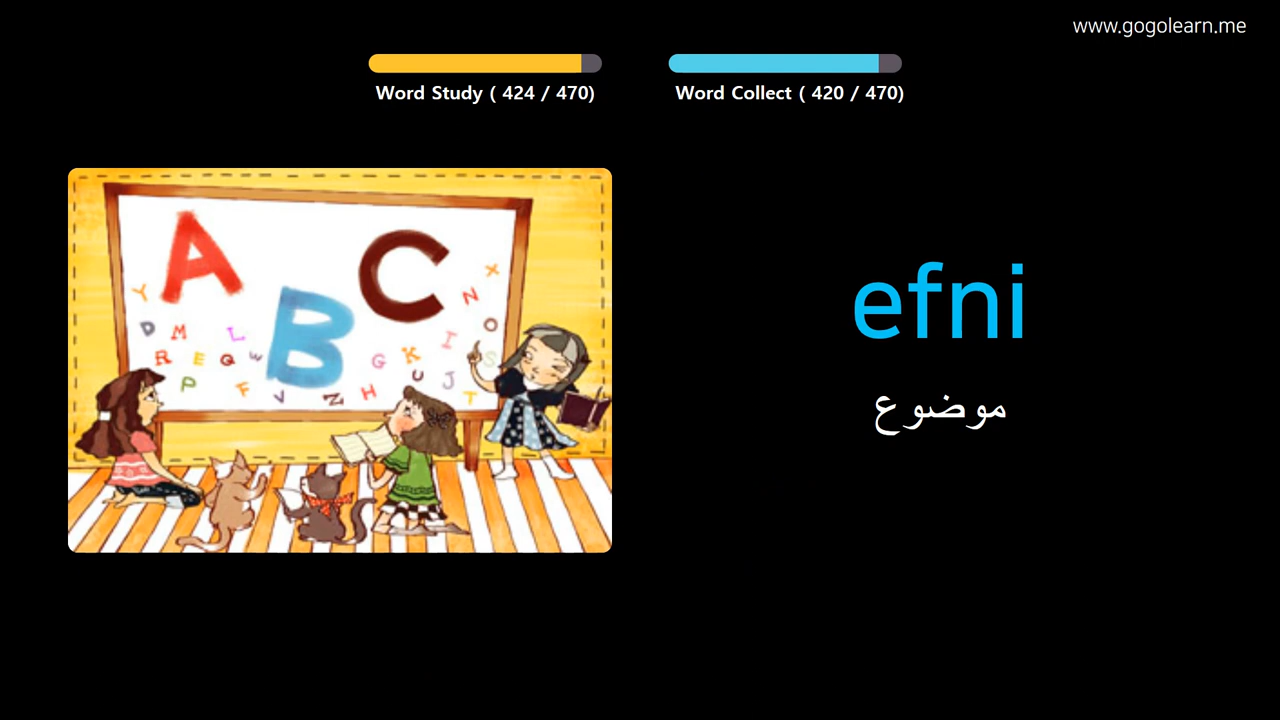 www.gogolearn.me
Word Study ( 424 / 470)
Word Collect ( 420 / 470)
A
B
C
Y
X
N
D
M
L
O
I
R
E
Q
W
G
K
S
P
F
V
Z
H
U
J
T
efni
موضوع